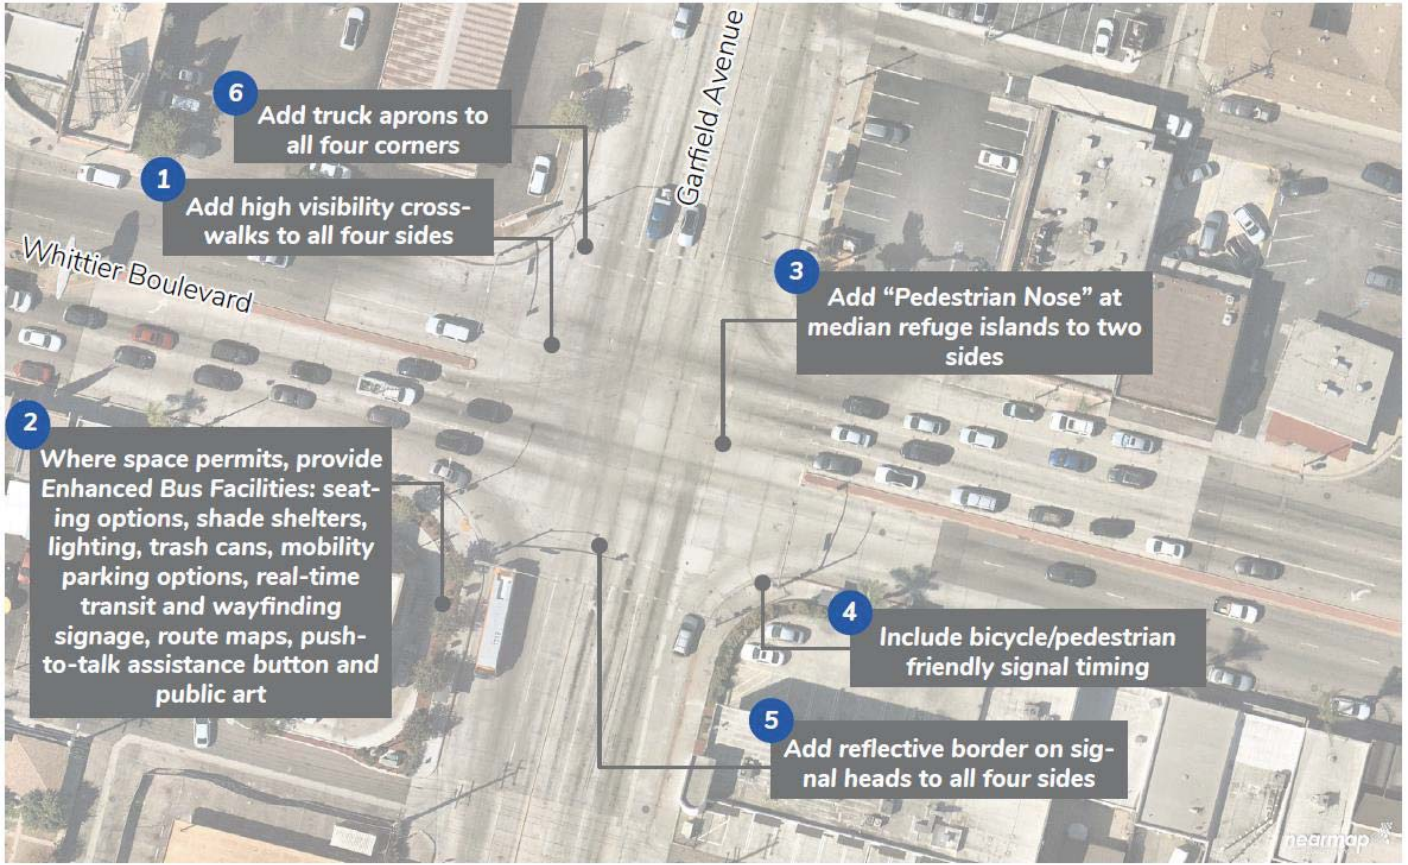 Garfield Avenue
6
Add truck aprons to
all four corners
1
Add high visibility cross-
walks to all four sides
Whittier Boulevard
3
Add “Pedestrian Nose” at
median refuge islands to two
sides
2
Where space permits, provide
Enhanced Bus Facilities: seat-
ing options, shade shelters,
lighting, trash cans, mobility
parking options, real-time
transit and wayfinding
signage, route maps, push-
to-talk assistance button and
public art
4
Include bicycle/pedestrian
friendly signal timing
5
Add reflective border on sig-
nal heads to all four sides
nearmap